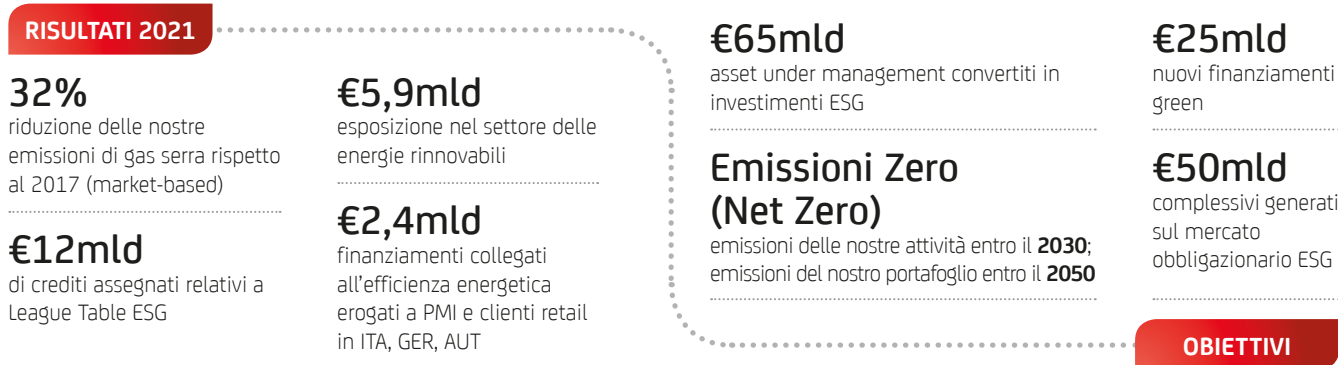 RISULTATI 2021
32%
riduzione delle nostre
emissioni di gas serra rispetto
al 2017 (market-based)
€12mld
di crediti assegnati relativi a
League Table ESG
€5,9mld
esposizione nel settore delle
energie rinnovabili
€2,4mld
finanziamenti collegati
all'efficienza energetica
erogati a PMI e clienti retail
in ITA, GER, AUT
€65mld
asset under management convertiti in
investimenti ESG
Emissioni Zero
(Net Zero)
emissioni delle nostre attività entro il 2030;
emissioni del nostro portafoglio entro il 2050
€25mld
nuovi finanziamenti
green
€50mld
complessivi generati
sul mercato
obbligazionario ESG
OBIETTIVI